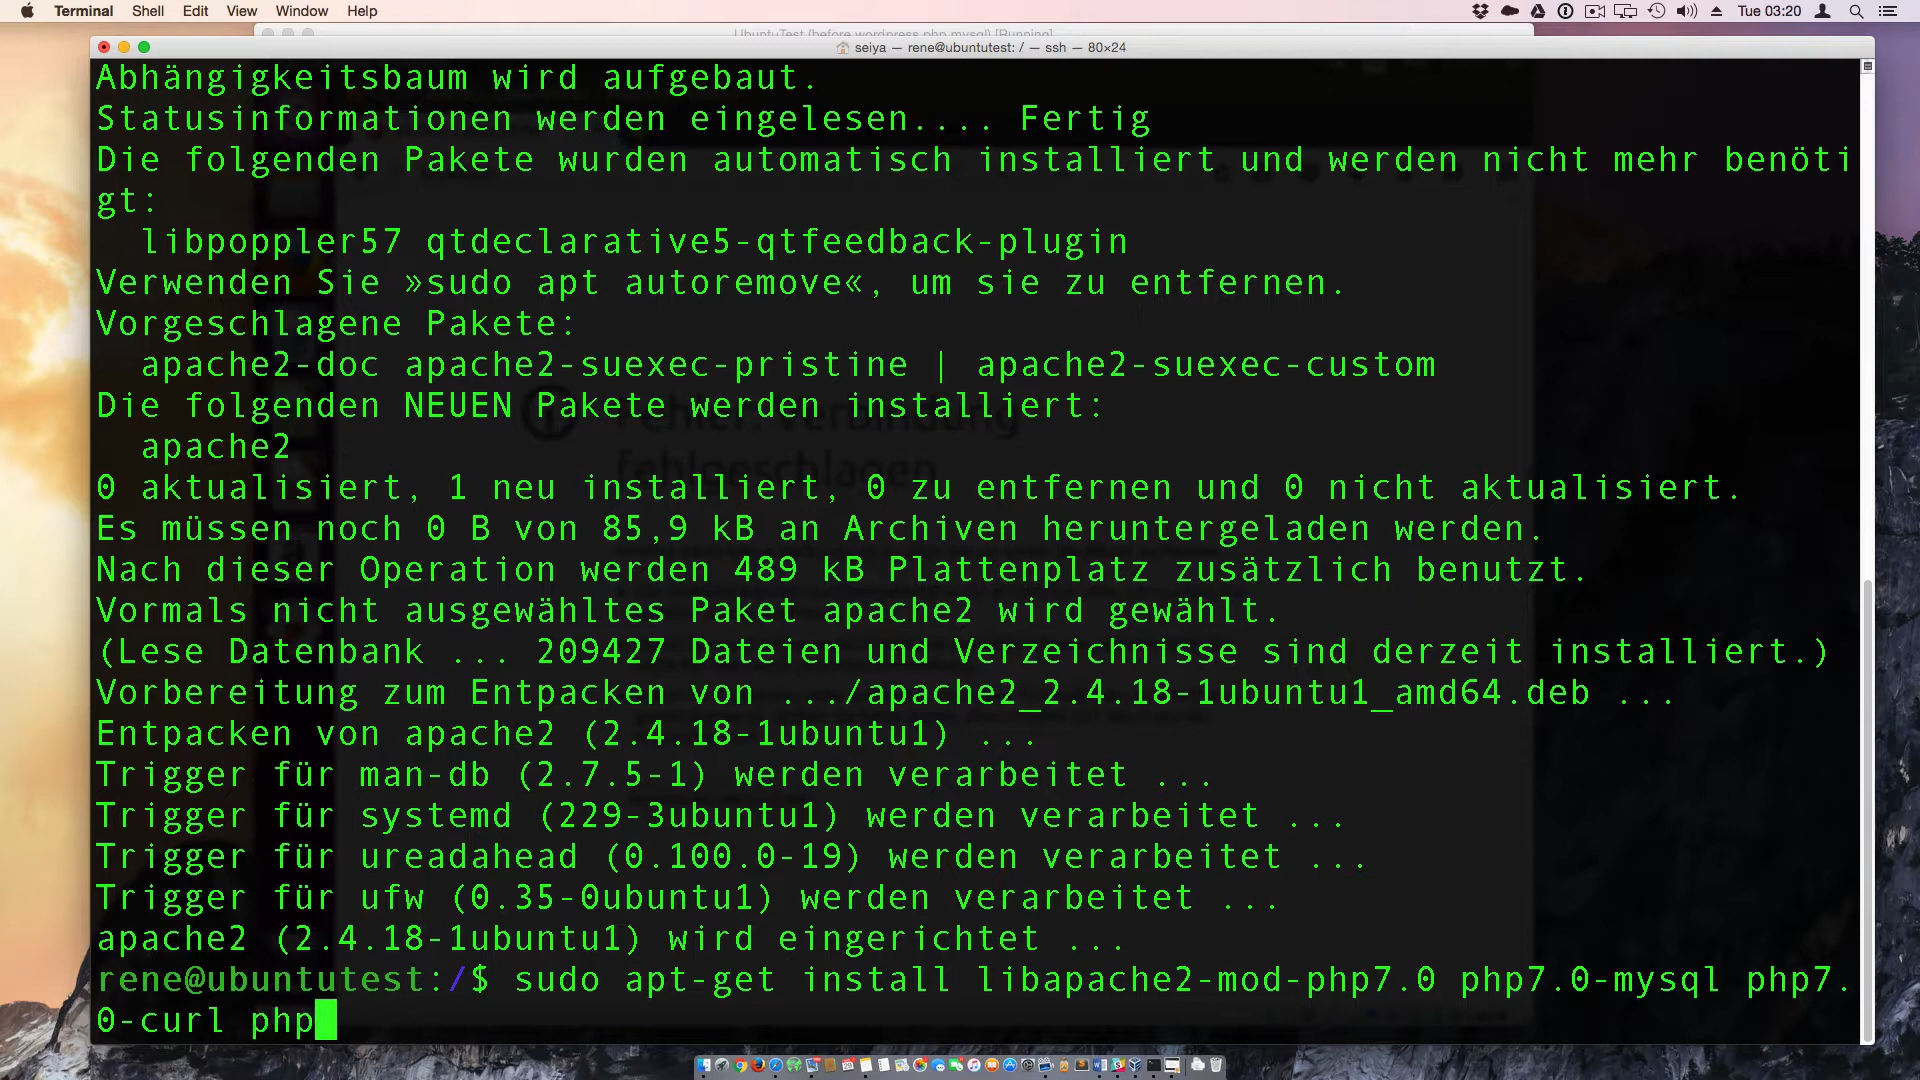 Terminal Shell Edit View Window Help Tue 03:20
UbuntuTest (before wordpress php mysql) [Running]
seiya — rene@ubuntutest: / — ssh — 80×24
Abhängigkeitsbaum wird aufgebaut.
Statusinformationen werden eingelesen.... Fertig
Die folgenden Pakete wurden automatisch installiert und werden nicht mehr benöti
gt:
  libpoppler57 qtdeclarative5-qtfeedback-plugin
Verwenden Sie »sudo apt autoremove«, um sie zu entfernen.
Vorgeschlagene Pakete:
  apache2-doc apache2-suexec-pristine | apache2-suexec-custom
Die folgenden NEUEN Pakete werden installiert:
  apache2
0 aktualisiert, 1 neu installiert, 0 zu entfernen und 0 nicht aktualisiert.
Es müssen noch 0 B von 85,9 kB an Archiven heruntergeladen werden.
Nach dieser Operation werden 489 kB Plattenplatz zusätzlich benutzt.
Vormals nicht ausgewähltes Paket apache2 wird gewählt.
(Lese Datenbank ... 209427 Dateien und Verzeichnisse sind derzeit installiert.)
Vorbereitung zum Entpacken von .../apache2_2.4.18-1ubuntu1_amd64.deb ...
Entpacken von apache2 (2.4.18-1ubuntu1) ...
Trigger für man-db (2.7.5-1) werden verarbeitet ...
Trigger für systemd (229-3ubuntu1) werden verarbeitet ...
Trigger für ureadahead (0.100.0-19) werden verarbeitet ...
Trigger für ufw (0.35-0ubuntu1) werden verarbeitet ...
apache2 (2.4.18-1ubuntu1) wird eingerichtet ...
rene@ubuntutest:/$ sudo apt-get install libapache2-mod-php7.0 php7.0-mysql php7.
0-curl php
Fehler: Verbindung
fehlgeschlagen